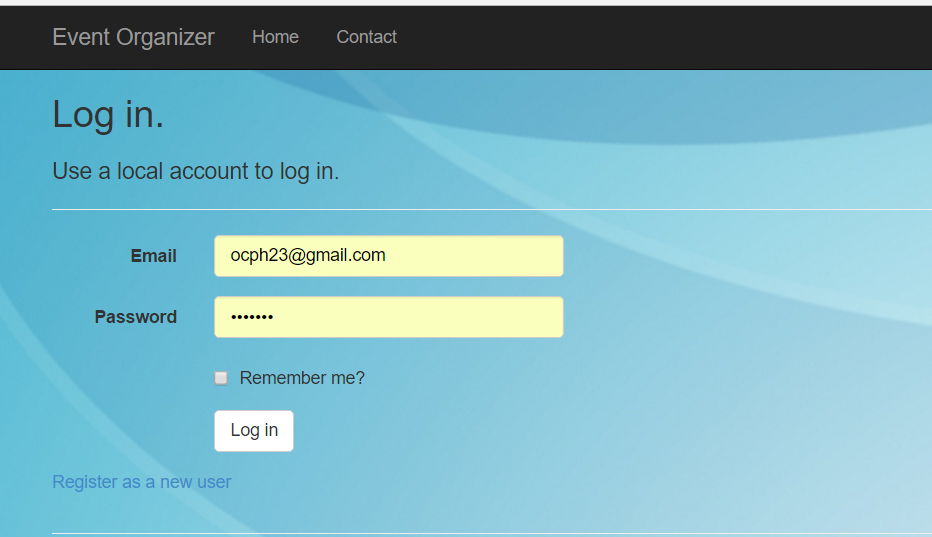 Event Organizer Home Contact
Log in.
Use a local account to log in.
Email ocph23@gmail.com
Password •••••••
Remember me?
Log in
Register as a new user